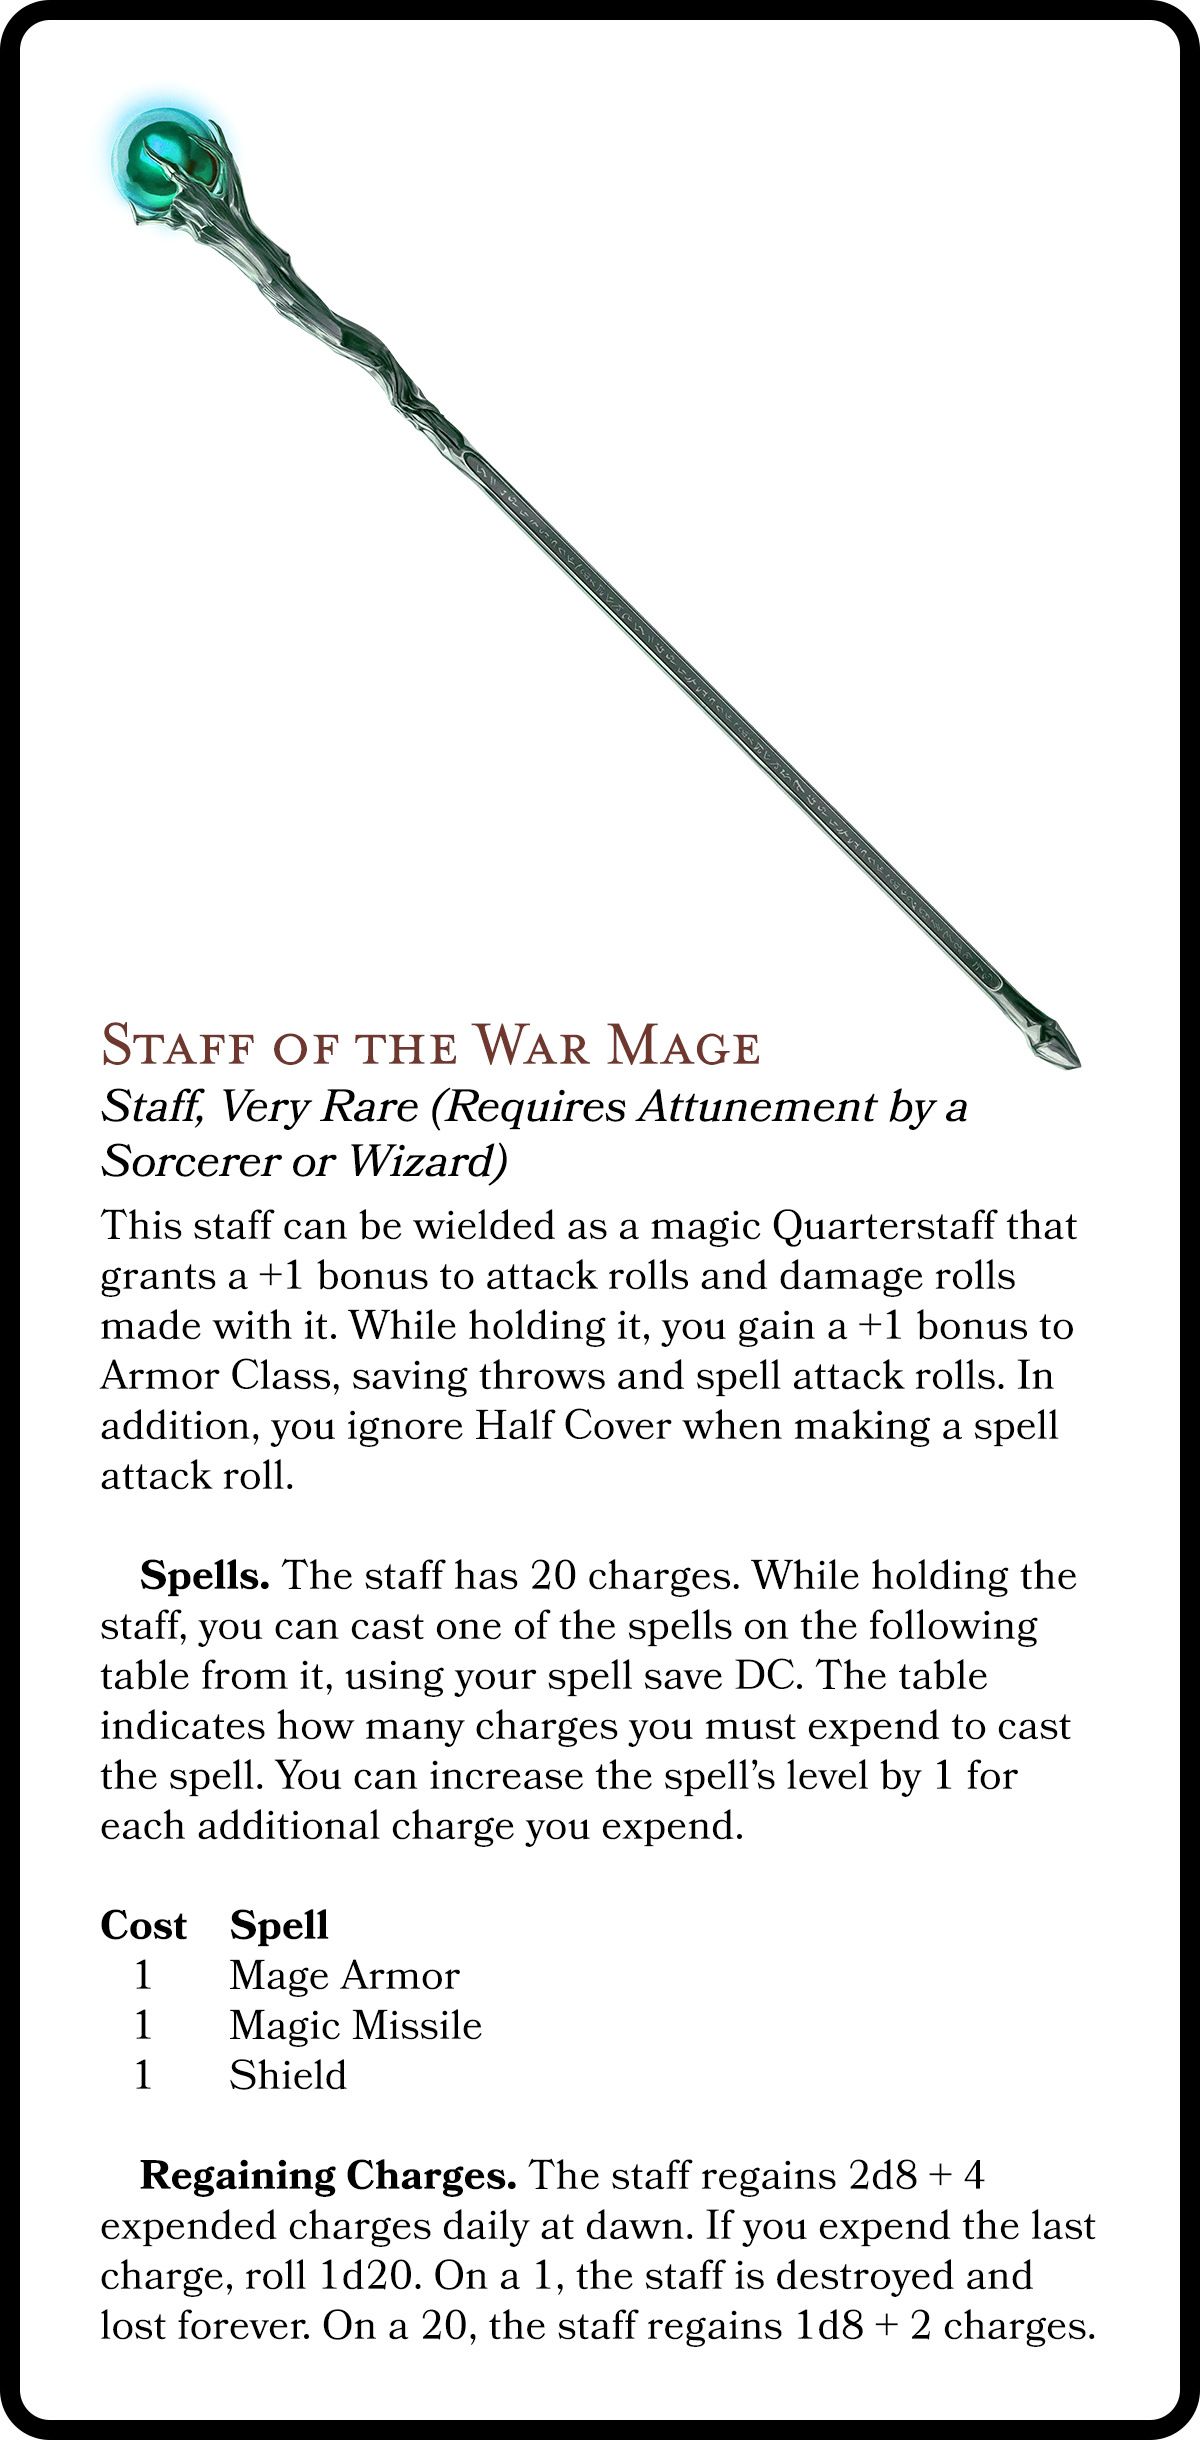 Staff of the War Mage
Staff, Very Rare (Requires Attunement by a
Sorcerer or Wizard)
This staff can be wielded as a magic Quarterstaff that
grants a +1 bonus to attack rolls and damage rolls
made with it. While holding it, you gain a +1 bonus to
Armor Class, saving throws and spell attack rolls. In
addition, you ignore Half Cover when making a spell
attack roll.
Spells. The staff has 20 charges. While holding the
staff, you can cast one of the spells on the following
table from it, using your spell save DC. The table
indicates how many charges you must expend to cast
the spell. You can increase the spell’s level by 1 for
each additional charge you expend.
Cost Spell
1 Mage Armor
1 Magic Missile
1 Shield
Regaining Charges. The staff regains 2d8 + 4
expended charges daily at dawn. If you expend the last
charge, roll 1d20. On a 1, the staff is destroyed and
lost forever. On a 20, the staff regains 1d8 + 2 charges.